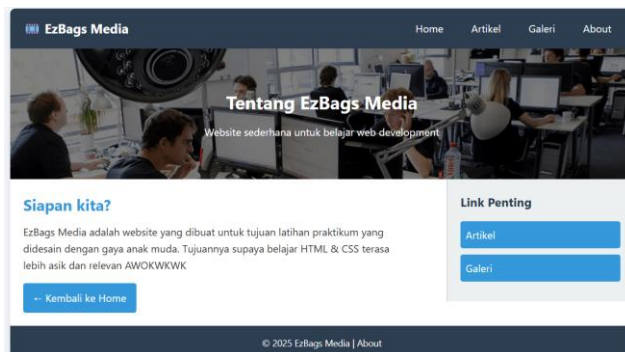 EzBags Media
Home Artikel Galeri About
Tentang EzBags Media
Website sederhana untuk belajar web development
Siapan kita?
EzBags Media adalah website yang dibuat untuk tujuan latihan praktikum yang
didesain dengan gaya anak muda. Tujuannya supaya belajar HTML & CSS terasa
lebih asik dan relevan AWOKWKWK
← Kembali ke Home
Link Penting
Artikel
Galeri
© 2025 EzBags Media | About